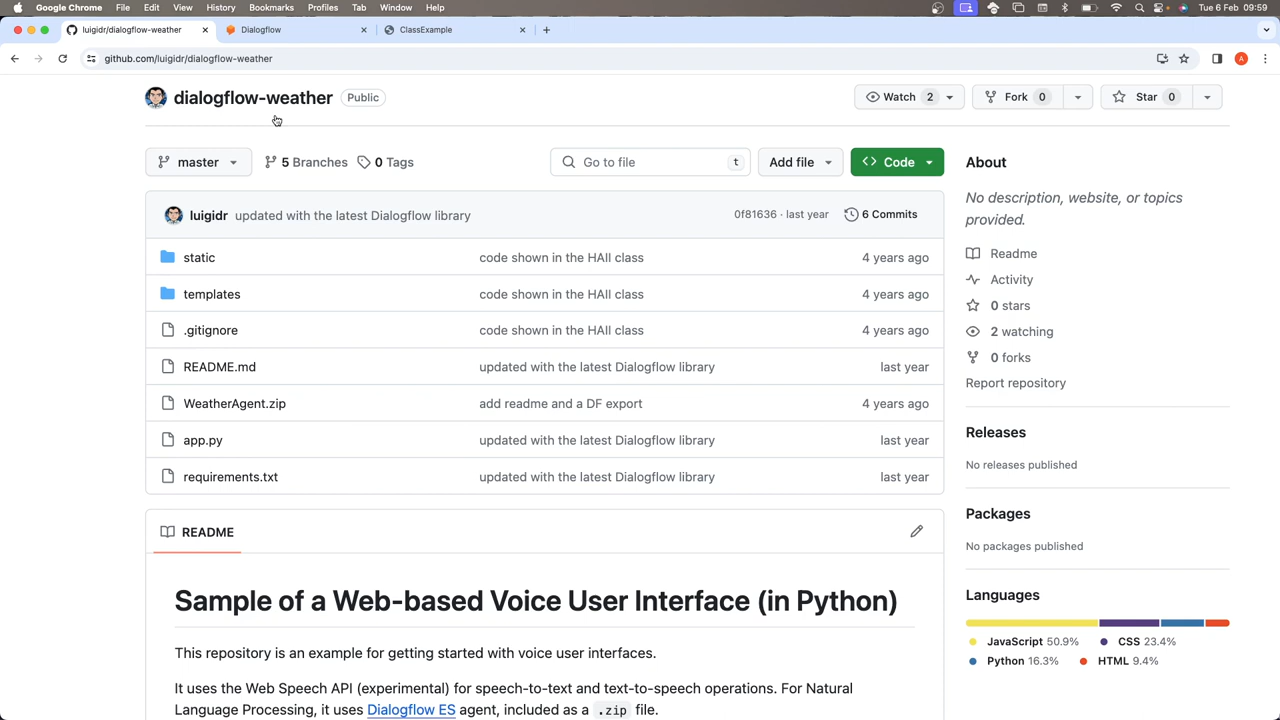 Google Chrome File Edit View History Bookmarks Profiles Tab Window Help Tue 6 Feb 09:59
luigidr/dialogflow-weather Dialogflow ClassExample
github.com/luigidr/dialogflow-weather A
dialogflow-weather Public Watch 2 Fork 0 Star 0
master 5 Branches 0 Tags Go to file t Add file Code
luigidr updated with the latest Dialogflow library 0f81636 · last year 6 Commits
static code shown in the HAII class 4 years ago
templates code shown in the HAII class 4 years ago
.gitignore code shown in the HAII class 4 years ago
README.md updated with the latest Dialogflow library last year
WeatherAgent.zip add readme and a DF export 4 years ago
app.py updated with the latest Dialogflow library last year
requirements.txt updated with the latest Dialogflow library last year
README
Sample of a Web-based Voice User Interface (in Python)
This repository is an example for getting started with voice user interfaces.
It uses the Web Speech API (experimental) for speech-to-text and text-to-speech operations. For Natural
Language Processing, it uses Dialogflow ES agent, included as a .zip file.
About
No description, website, or topics
provided.
Readme
Activity
0 stars
2 watching
0 forks
Report repository
Releases
No releases published
Packages
No packages published
Languages
JavaScript 50.9% CSS 23.4%
Python 16.3% HTML 9.4%